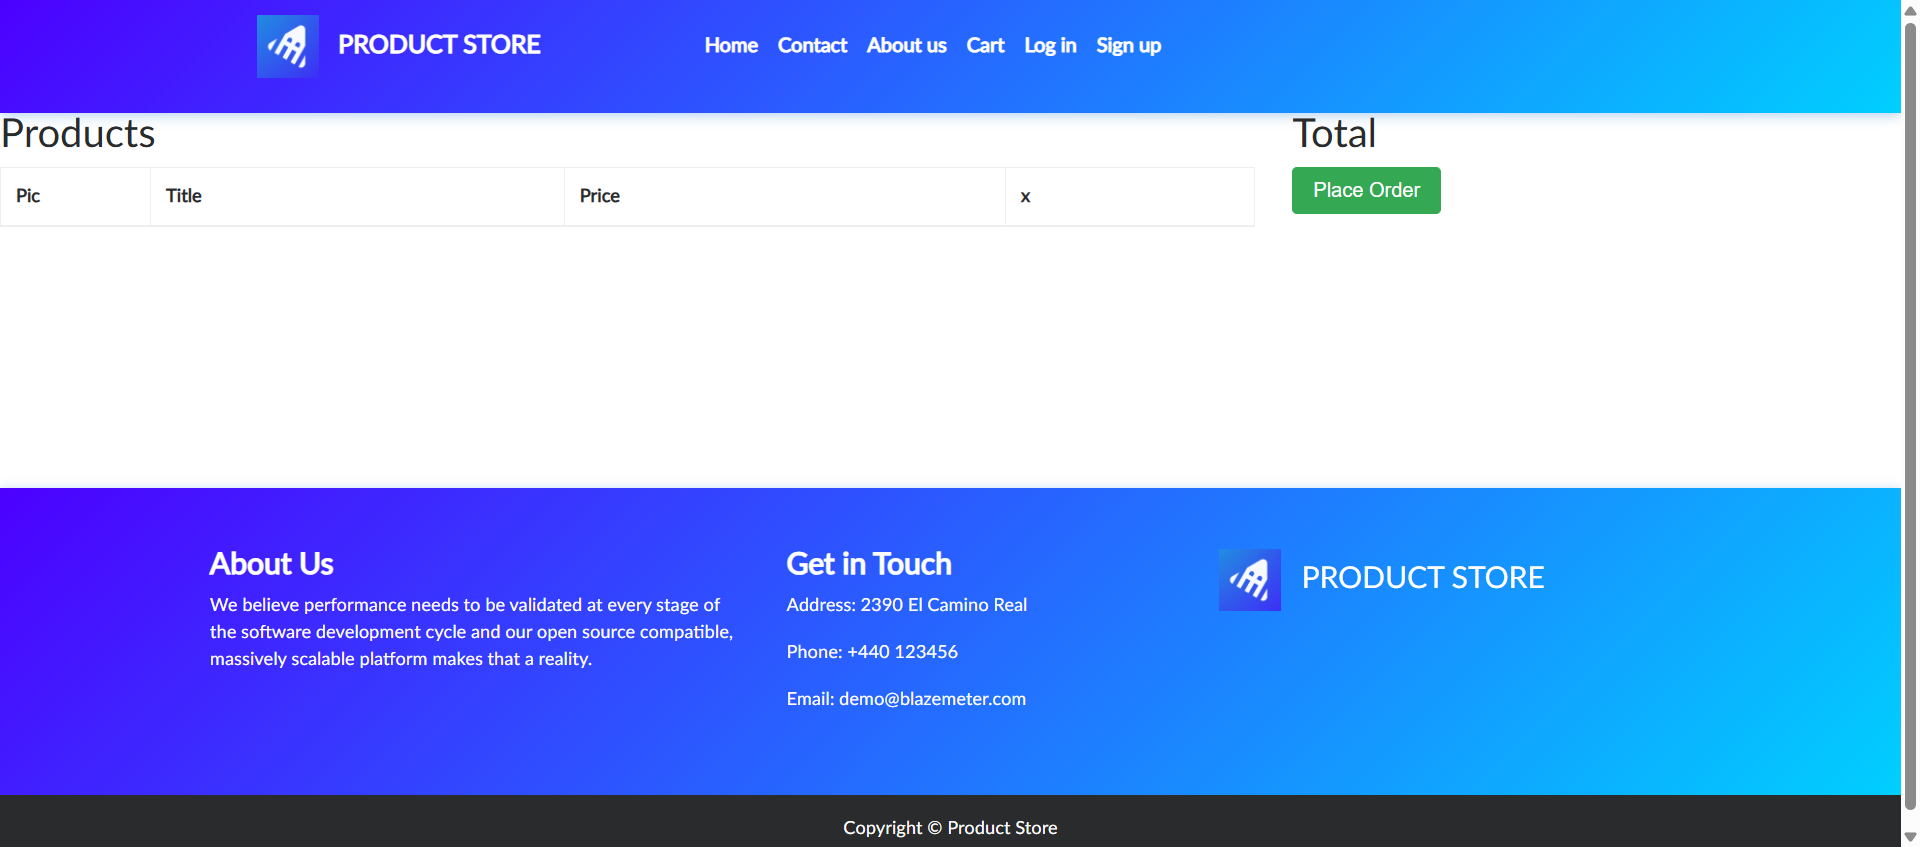 PRODUCT STORE
Home Contact About us Cart Log in Sign up
Products
Pic Title Price x
Total
Place Order
About Us
We believe performance needs to be validated at every stage of
the software development cycle and our open source compatible,
massively scalable platform makes that a reality.
Get in Touch
Address: 2390 El Camino Real
Phone: +440 123456
Email: demo@blazemeter.com
PRODUCT STORE
Copyright © Product Store